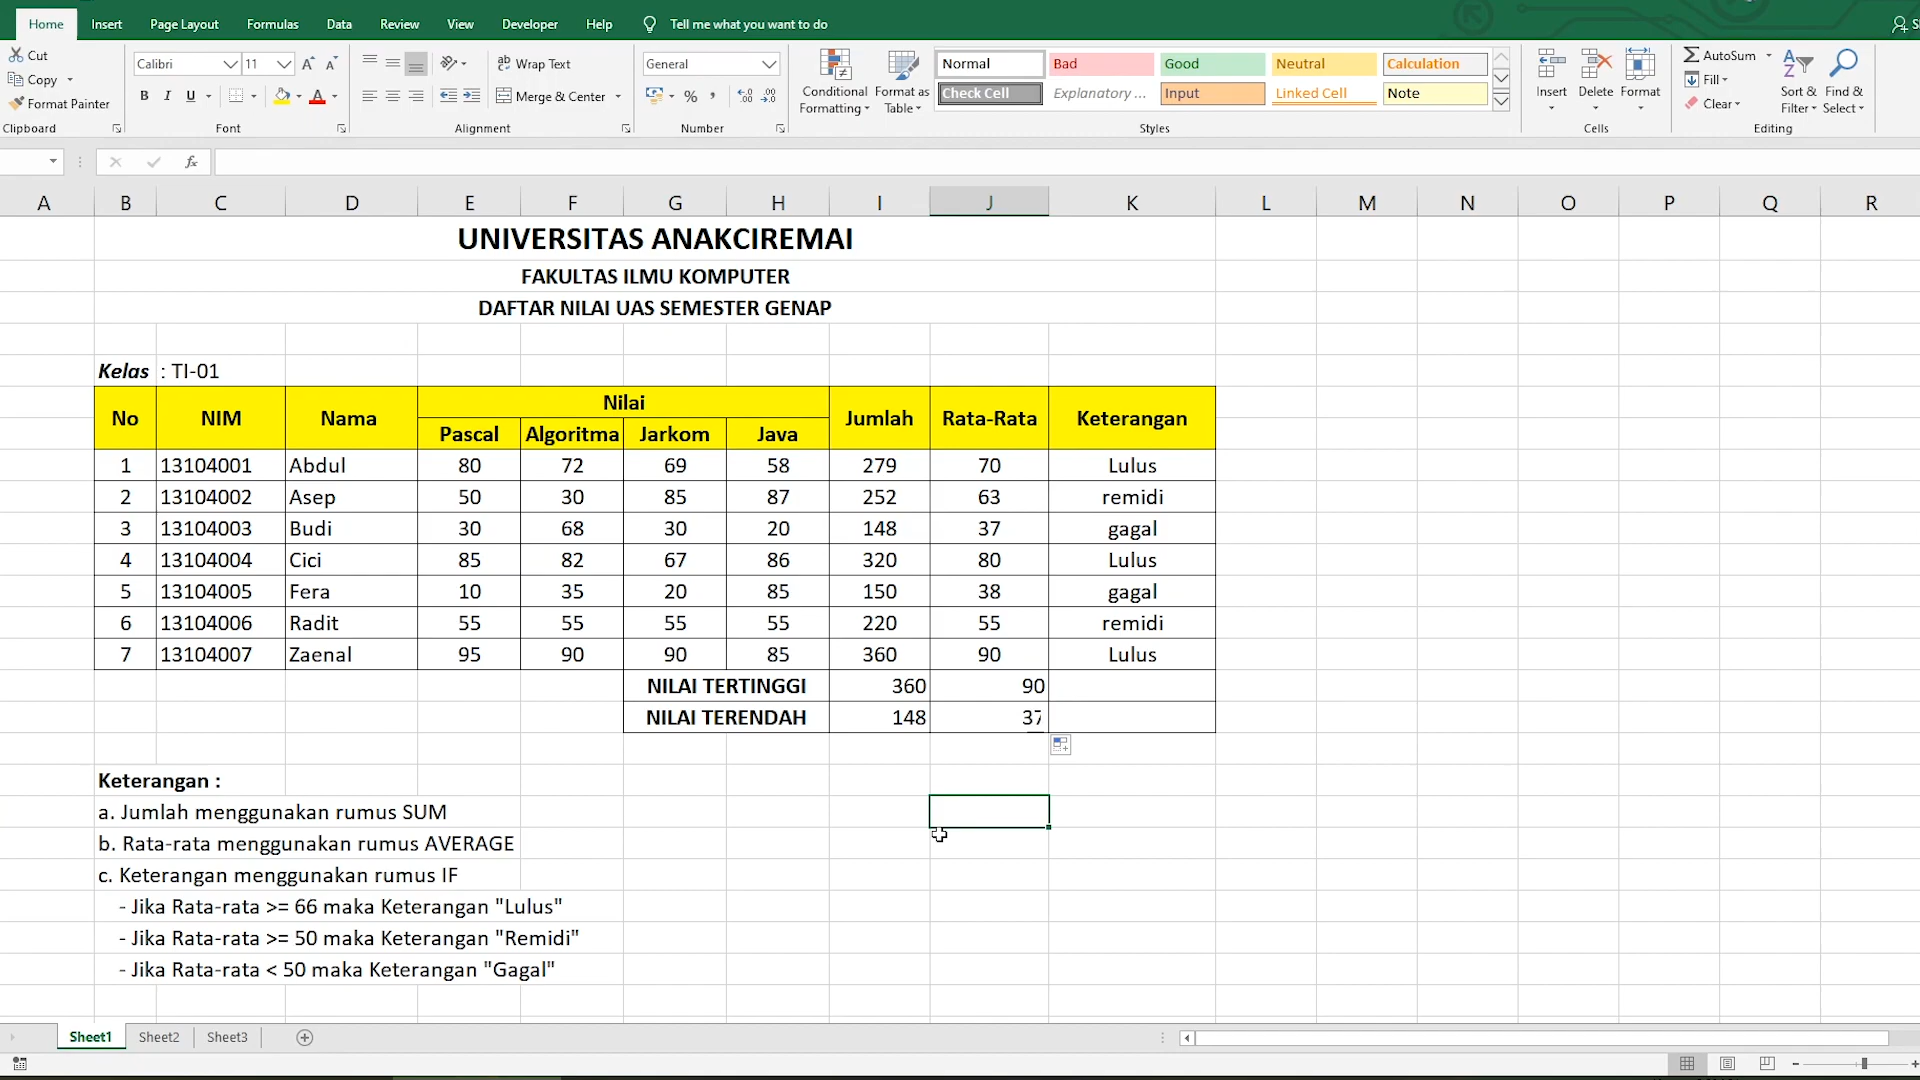 Home Insert Page Layout Formulas Data Review View Developer Help Tell me what you want to do
Cut
Copy
Format Painter
Clipboard
Calibri 11
B I U
Font
Wrap Text
Merge & Center
Alignment
General
Number
Conditional Formatting
Format as Table
Normal Bad Good Neutral Calculation
Check Cell Explanatory ... Input Linked Cell Note
Styles
Insert Delete Format
Cells
AutoSum
Fill
Clear
Sort & Filter
Find & Select
Editing
fx
A B C D E F G H I J K L M N O P Q R
UNIVERSITAS ANAKCIREMAI
FAKULTAS ILMU KOMPUTER
DAFTAR NILAI UAS SEMESTER GENAP
Kelas : TI-01
No NIM Nama Nilai Jumlah Rata-Rata Keterangan
Pascal Algoritma Jarkom Java
1 13104001 Abdul 80 72 69 58 279 70 Lulus
2 13104002 Asep 50 30 85 87 252 63 remidi
3 13104003 Budi 30 68 30 20 148 37 gagal
4 13104004 Cici 85 82 67 86 320 80 Lulus
5 13104005 Fera 10 35 20 85 150 38 gagal
6 13104006 Radit 55 55 55 55 220 55 remidi
7 13104007 Zaenal 95 90 90 85 360 90 Lulus
NILAI TERTINGGI 360 90
NILAI TERENDAH 148 37
Keterangan :
a. Jumlah menggunakan rumus SUM
b. Rata-rata menggunakan rumus AVERAGE
c. Keterangan menggunakan rumus IF
- Jika Rata-rata >= 66 maka Keterangan "Lulus"
- Jika Rata-rata >= 50 maka Keterangan "Remidi"
- Jika Rata-rata < 50 maka Keterangan "Gagal"
Sheet1 Sheet2 Sheet3